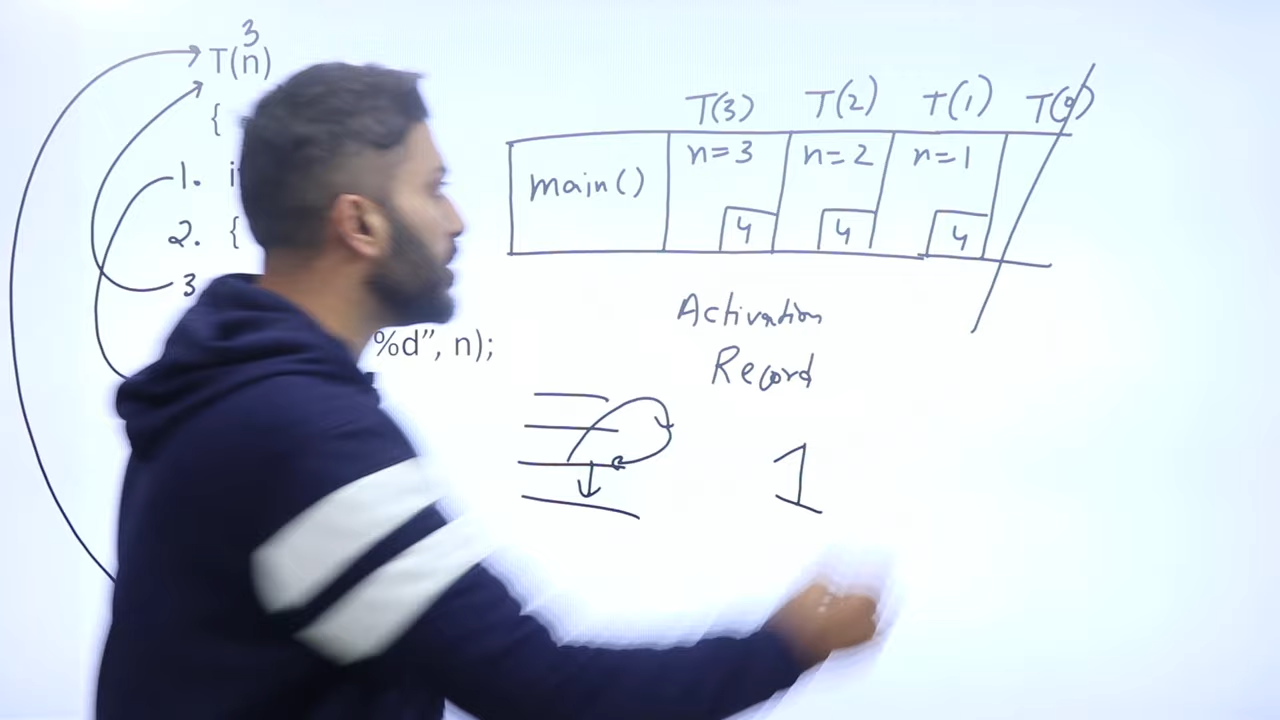 3
T(n)
{
1. i
2. {
3
%d”, n);
T(3) T(2) T(1) T(0)
main() n=3 n=2 n=1
4 4 4
Activation
Record
1